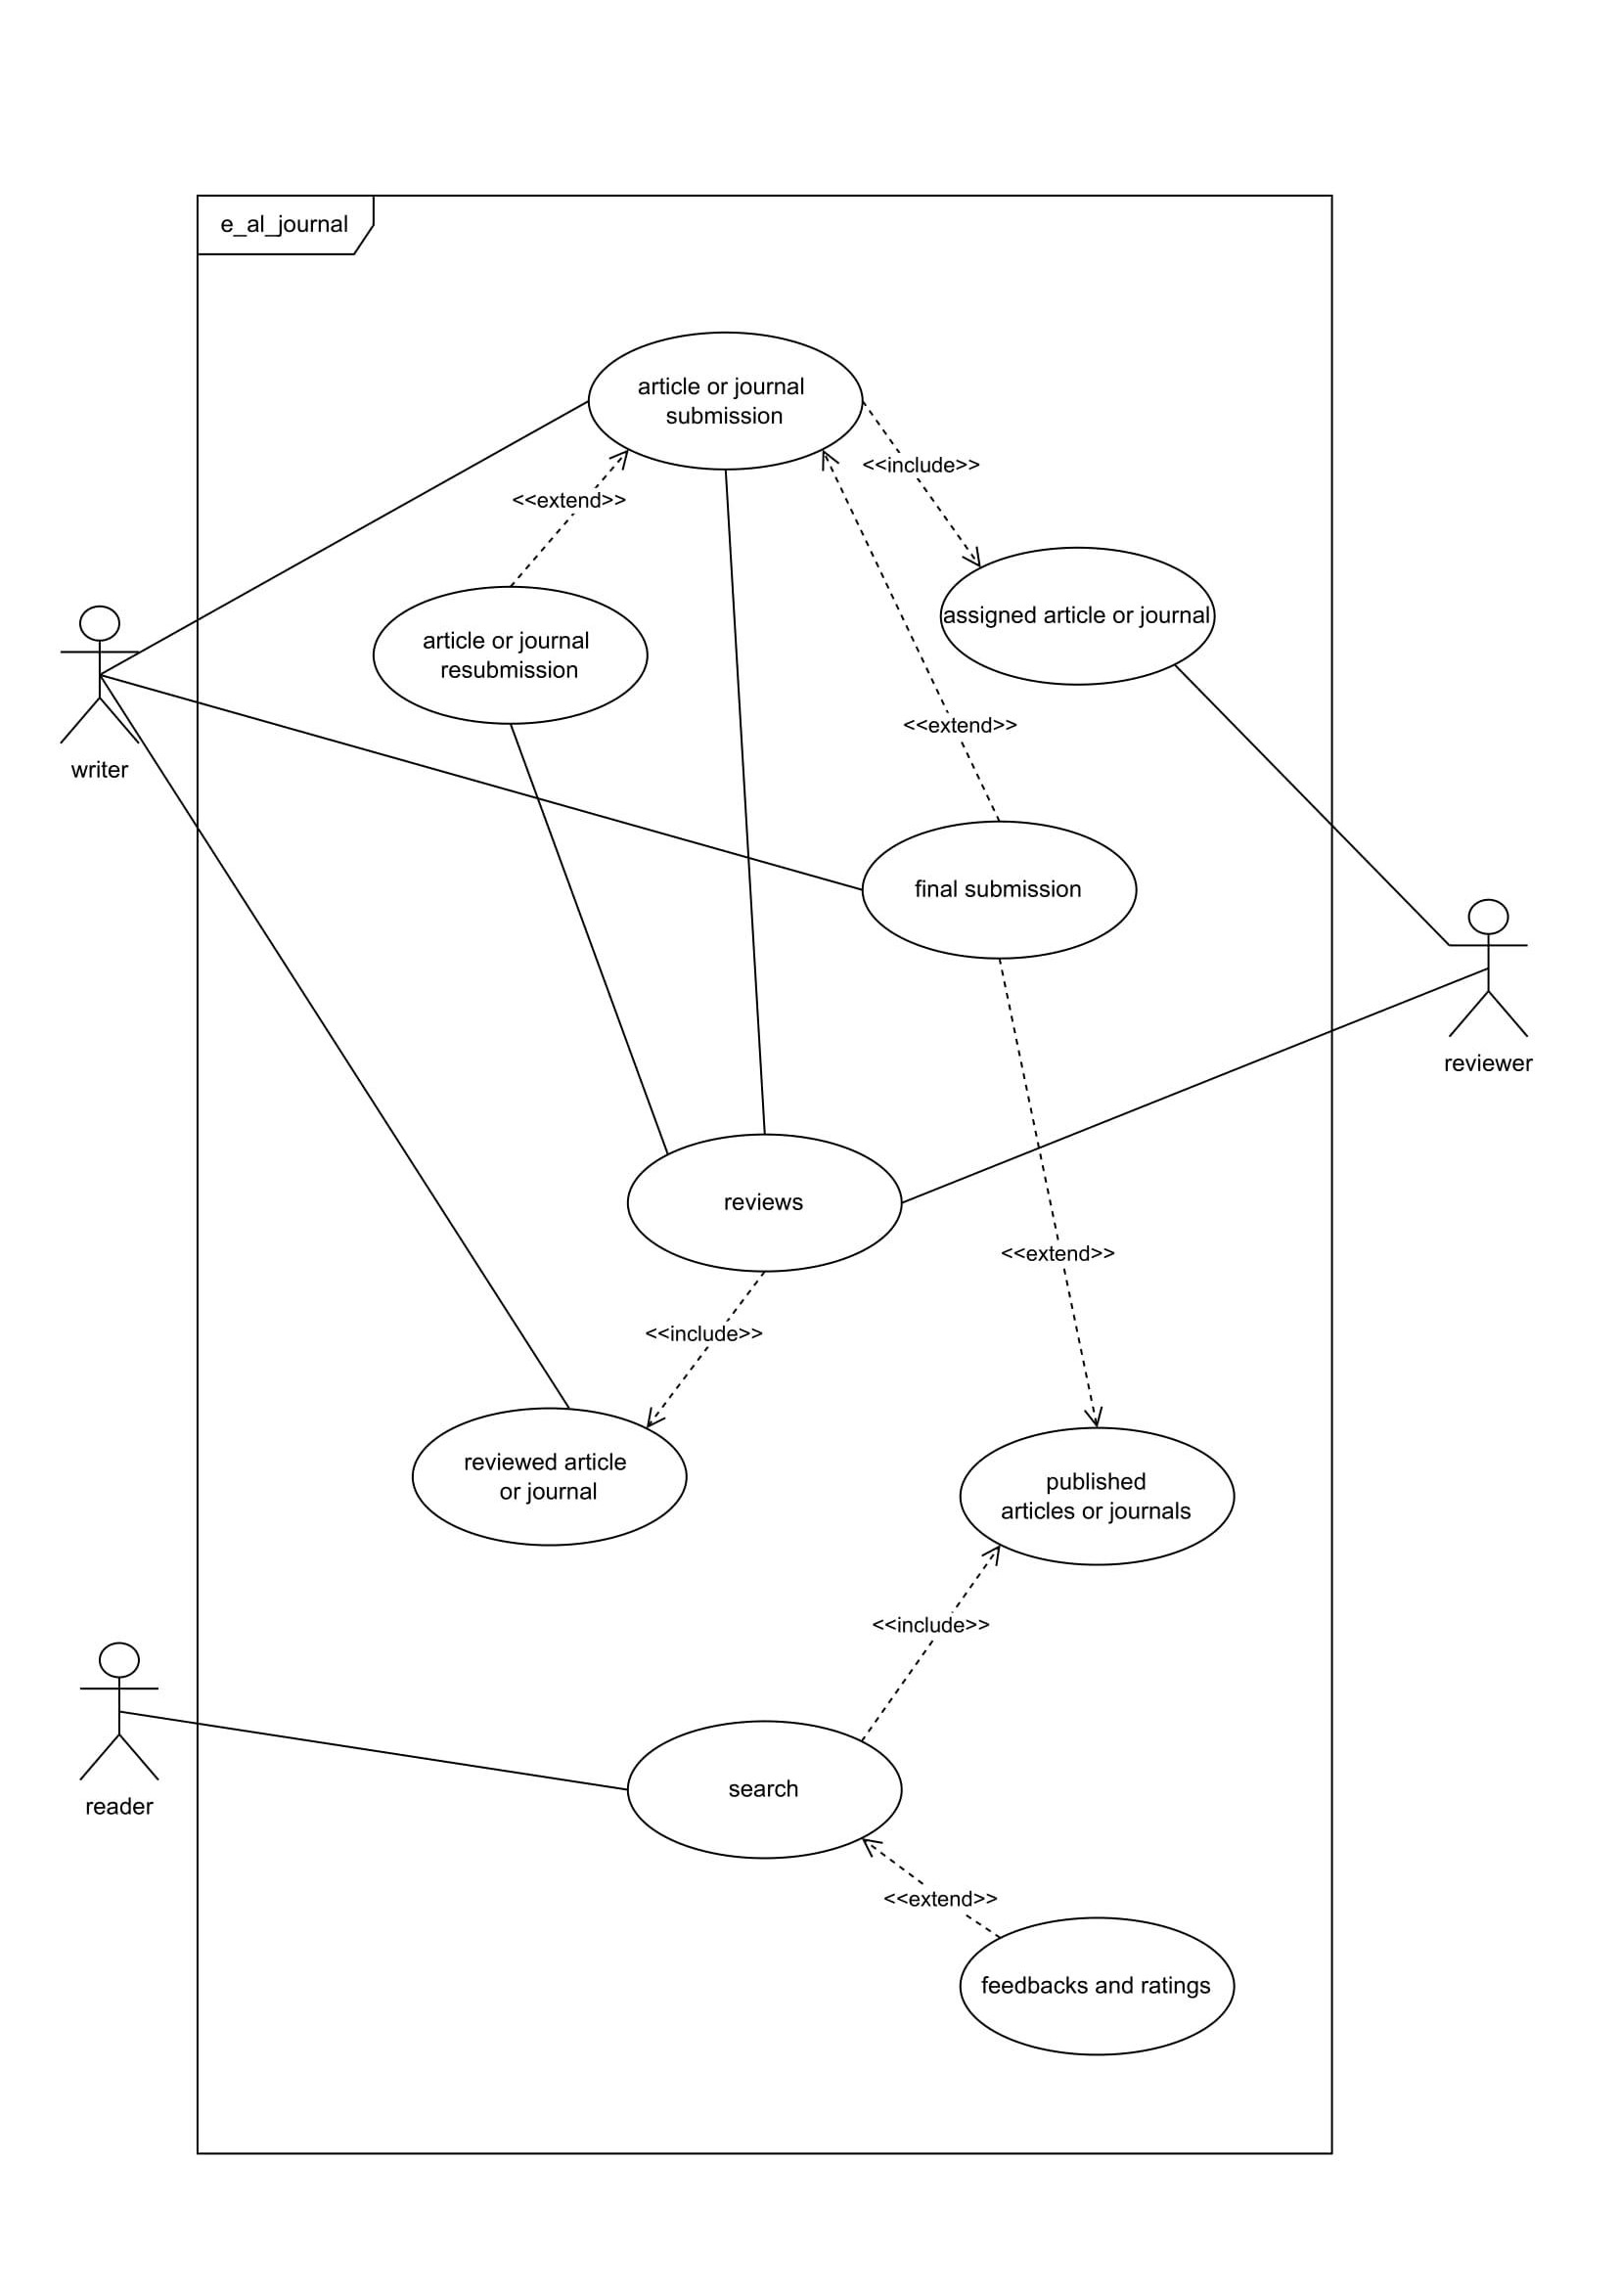 e_al_journal
article or journal
submission
<<include>>
<<extend>>
assigned article or journal
article or journal
resubmission
<<extend>>
writer
final submission
reviewer
reviews
<<extend>>
<<include>>
reviewed article
or journal
published
articles or journals
<<include>>
search
reader
<<extend>>
feedbacks and ratings